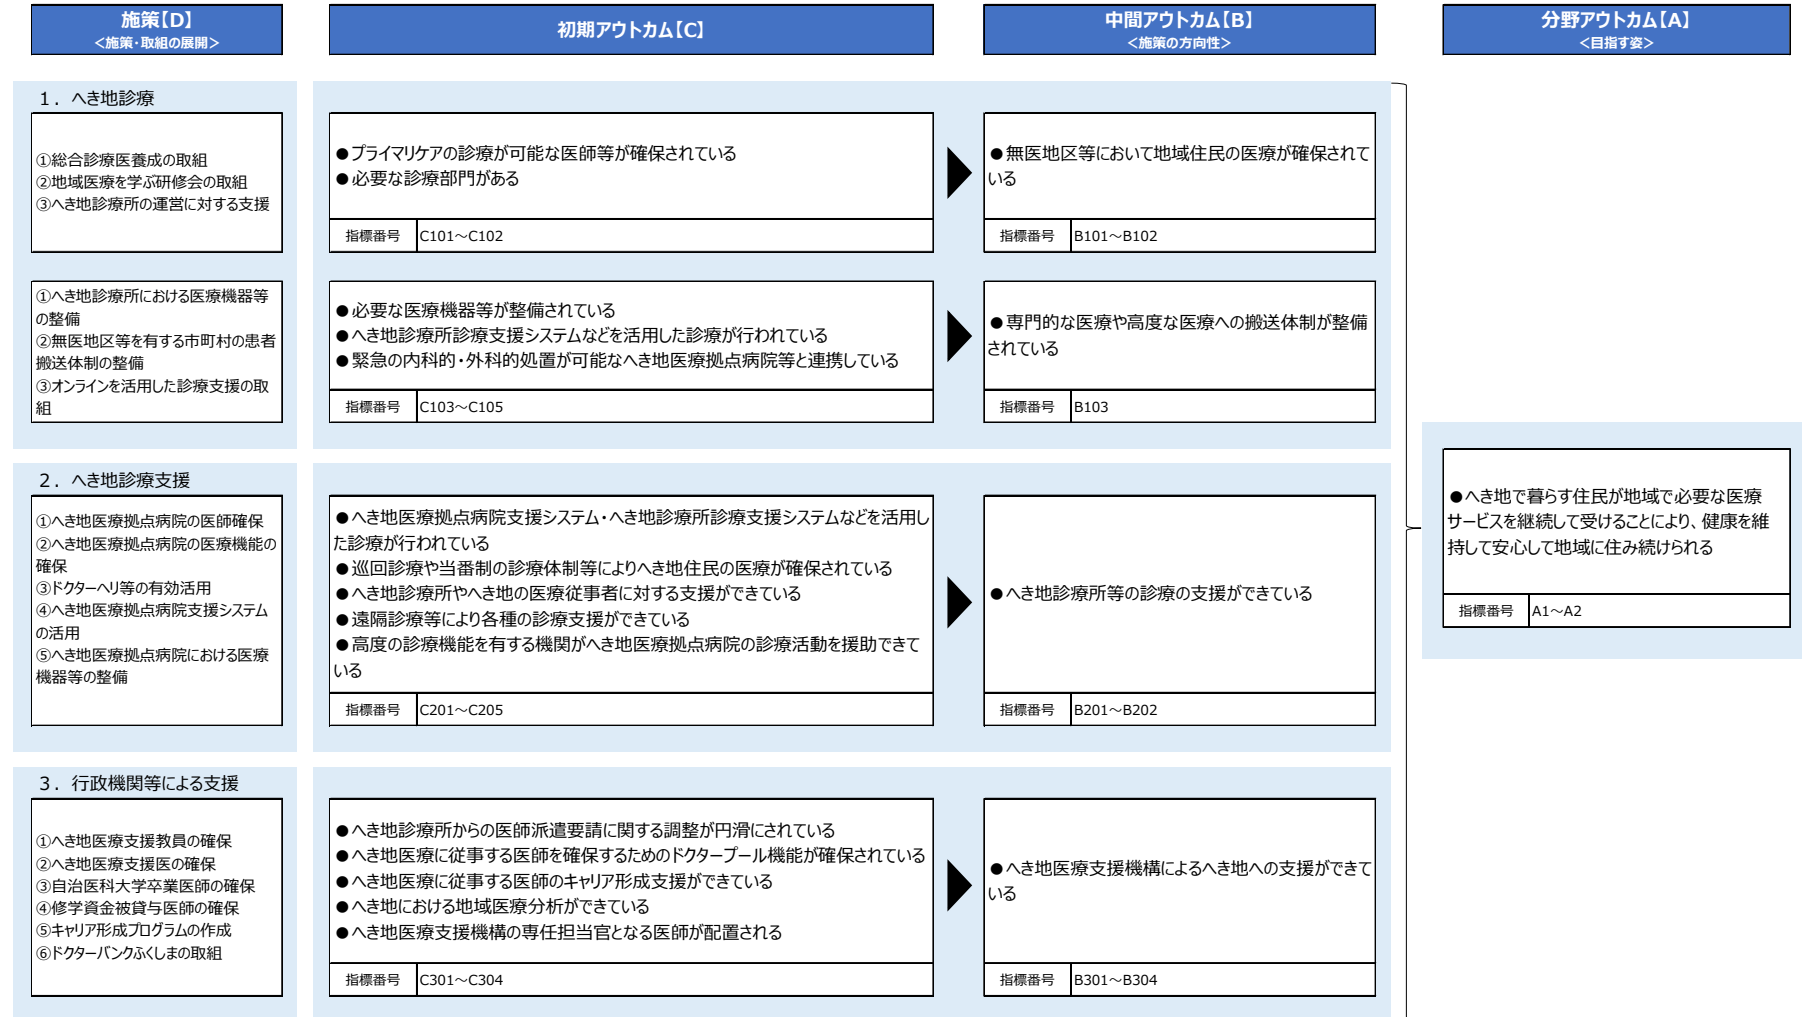 施策【D】
<施策・取組の展開>
初期アウトカム【C】
中間アウトカム【B】
<施策の方向性>
分野アウトカム【A】
<目指す姿>
1．へき地診療
①総合診療医養成の取組
②地域医療を学ぶ研修会の取組
③へき地診療所の運営に対する支援
●プライマリケアの診療が可能な医師等が確保されている
●必要な診療部門がある
指標番号 C101～C102
●無医地区等において地域住民の医療が確保されて
いる
指標番号 B101～B102
①へき地診療所における医療機器等
の整備
②無医地区等を有する市町村の患者
搬送体制の整備
③オンラインを活用した診療支援の取
組
●必要な医療機器等が整備されている
●へき地診療所診療支援システムなどを活用した診療が行われている
●緊急の内科的・外科的処置が可能なへき地医療拠点病院等と連携している
指標番号 C103～C105
●専門的な医療や高度な医療への搬送体制が整備
されている
指標番号 B103
2．へき地診療支援
①へき地医療拠点病院の医師確保
②へき地医療拠点病院の医療機能の
確保
③ドクターヘリ等の有効活用
④へき地医療拠点病院支援システム
の活用
⑤へき地医療拠点病院における医療
機器等の整備
●へき地医療拠点病院支援システム・へき地診療所診療支援システムなどを活用し
た診療が行われている
●巡回診療や当番制の診療体制等によりへき地住民の医療が確保されている
●へき地診療所やへき地の医療従事者に対する支援ができている
●遠隔診療等により各種の診療支援ができている
●高度の診療機能を有する機関がへき地医療拠点病院の診療活動を援助できて
いる
指標番号 C201～C205
●へき地診療所等の診療の支援ができている
指標番号 B201～B202
●へき地で暮らす住民が地域で必要な医療
サービスを継続して受けることにより、健康を維
持して安心して地域に住み続けられる
指標番号 A1～A2
3．行政機関等による支援
①へき地医療支援教員の確保
②へき地医療支援医の確保
③自治医科大学卒業医師の確保
④修学資金被貸与医師の確保
⑤キャリア形成プログラムの作成
⑥ドクターバンクふくしまの取組
●へき地診療所からの医師派遣要請に関する調整が円滑にされている
●へき地医療に従事する医師を確保するためのドクタープール機能が確保されている
●へき地医療に従事する医師のキャリア形成支援ができている
●へき地における地域医療分析ができている
●へき地医療支援機構の専任担当官となる医師が配置される
指標番号 C301～C304
●へき地医療支援機構によるへき地への支援ができて
いる
指標番号 B301～B304